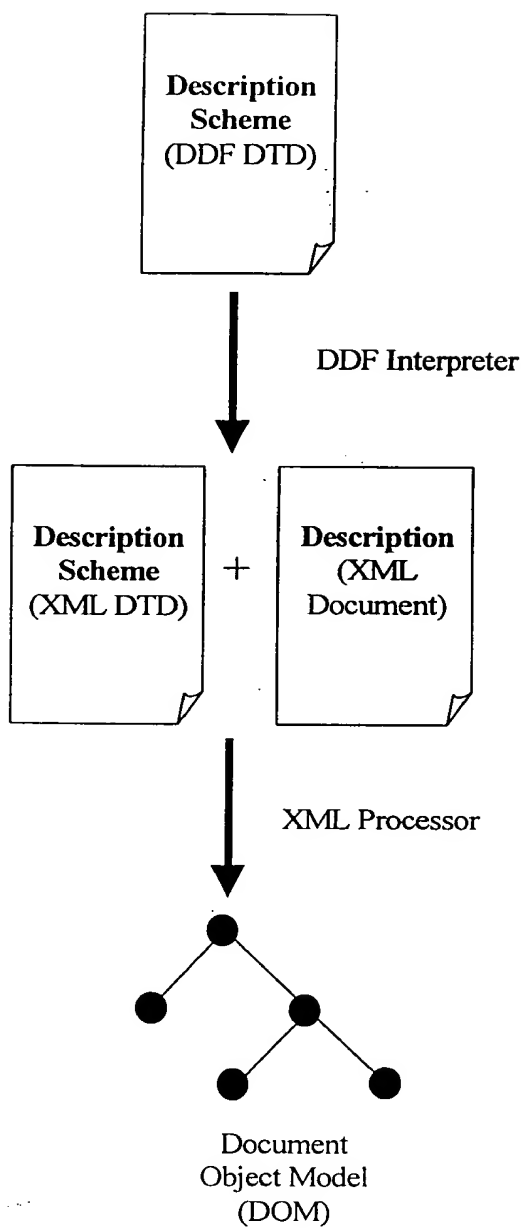 Description
Scheme
(DDF DTD)
DDF Interpreter
Description
Scheme
(XML DTD)
+
Description
(XML
Document)
XML Processor
Document
Object Model
(DOM)